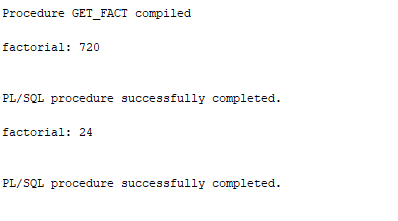 Procedure GET_FACT compiled
factorial: 720
PL/SQL procedure successfully completed.
factorial: 24
PL/SQL procedure successfully completed.